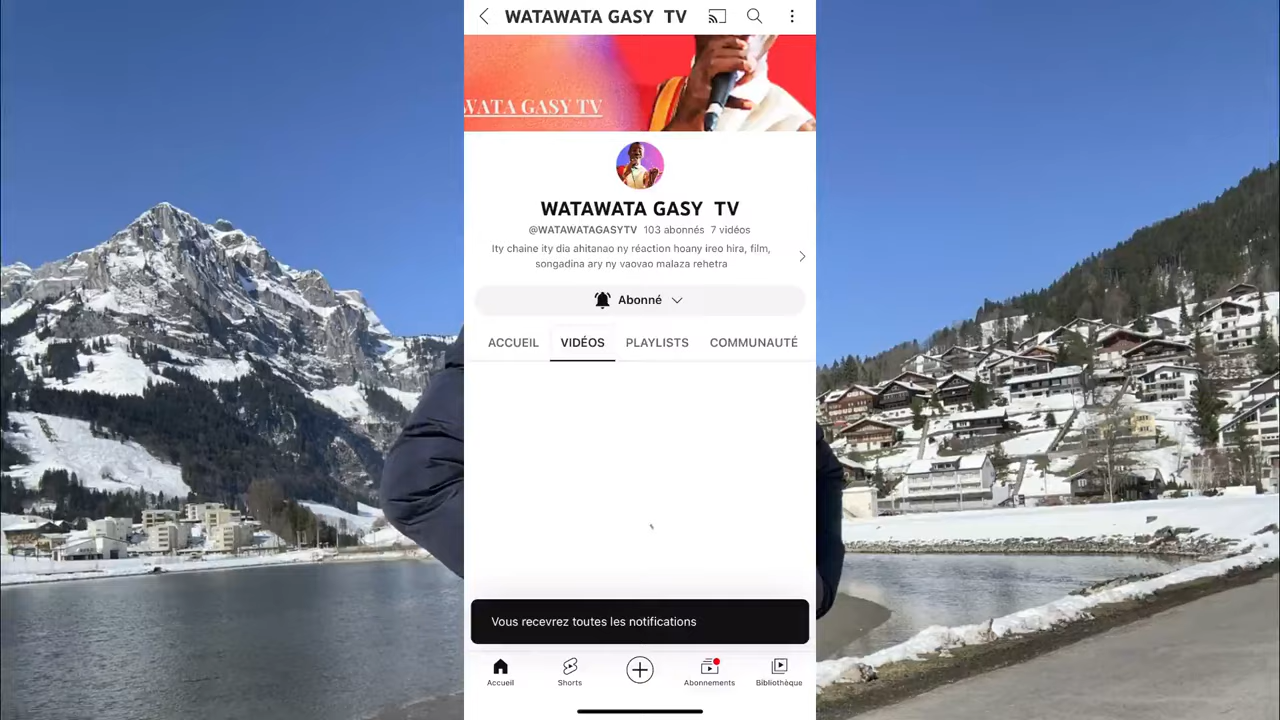 WATAWATA GASY TV
WATA GASY TV
WATAWATA GASY TV
@WATAWATAGASYTV 103 abonnés 7 vidéos
Ity chaine ity dia ahitanao ny réaction hoany ireo hira, film,
songadina ary ny vaovao malaza rehetra
Abonné
ACCUEIL VIDÉOS PLAYLISTS COMMUNAUTÉ
Vous recevrez toutes les notifications
Accueil Shorts Abonnements Bibliothèque